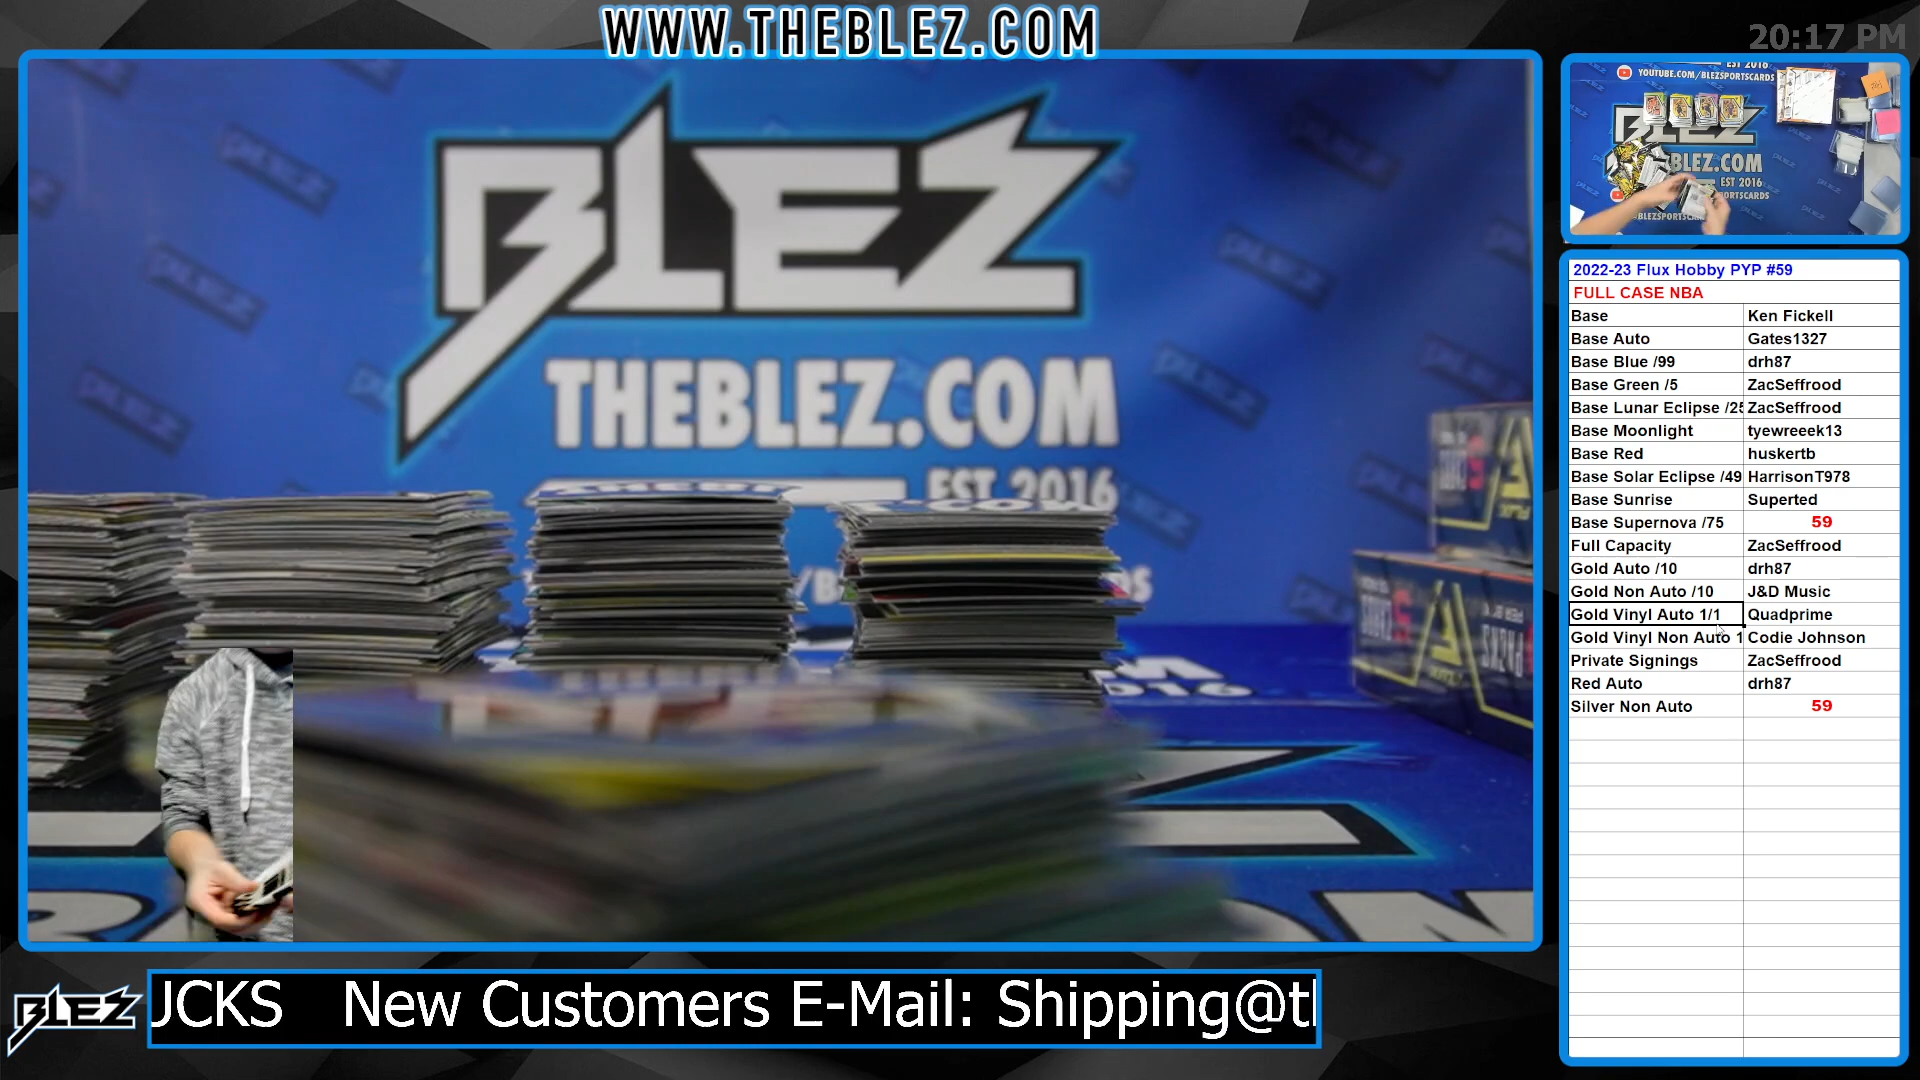 WWW.THEBLEZ.COM
20:17 PM
BLEZ
THEBLEZ.COM
EST 2016
EST 2016
YOUTUBE.COM/BLEZSPORTSCARDS
BLEZ
BLEZ.COM
EST 2016
2022-23 Flux Hobby PYP #59
FULL CASE NBA
Base Ken Fickell
Base Auto Gates1327
Base Blue /99 drh87
Base Green /5 ZacSeffrood
Base Lunar Eclipse /25 ZacSeffrood
Base Moonlight tyewreeek13
Base Red huskertb
Base Solar Eclipse /49 HarrisonT978
Base Sunrise Superted
Base Supernova /75 59
Full Capacity ZacSeffrood
Gold Auto /10 drh87
Gold Non Auto /10 J&D Music
Gold Vinyl Auto 1/1 Quadprime
Gold Vinyl Non Auto 1 Codie Johnson
Private Signings ZacSeffrood
Red Auto drh87
Silver Non Auto 59
BLEZ
JCKS New Customers E-Mail: Shipping@t